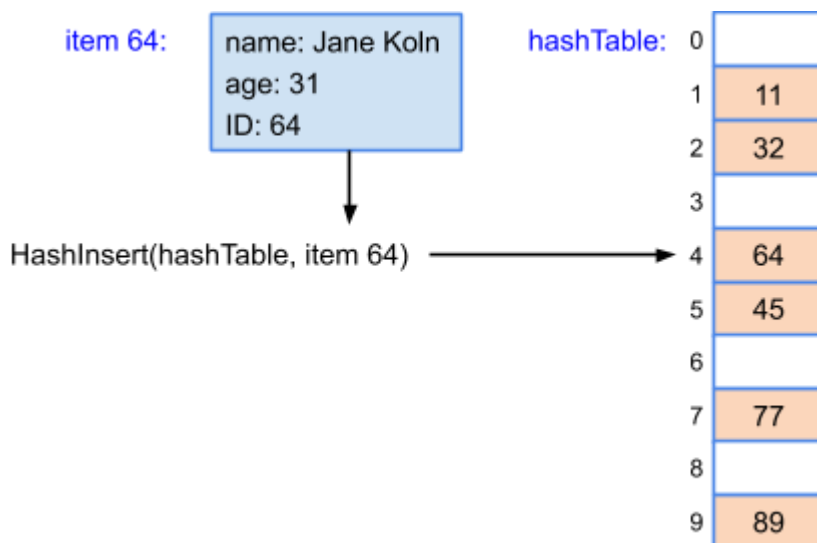 item 64:
name: Jane Koln
age: 31
ID: 64
HashInsert(hashTable, item 64)
hashTable:
0
1 11
2 32
3
4 64
5 45
6
7 77
8
9 89